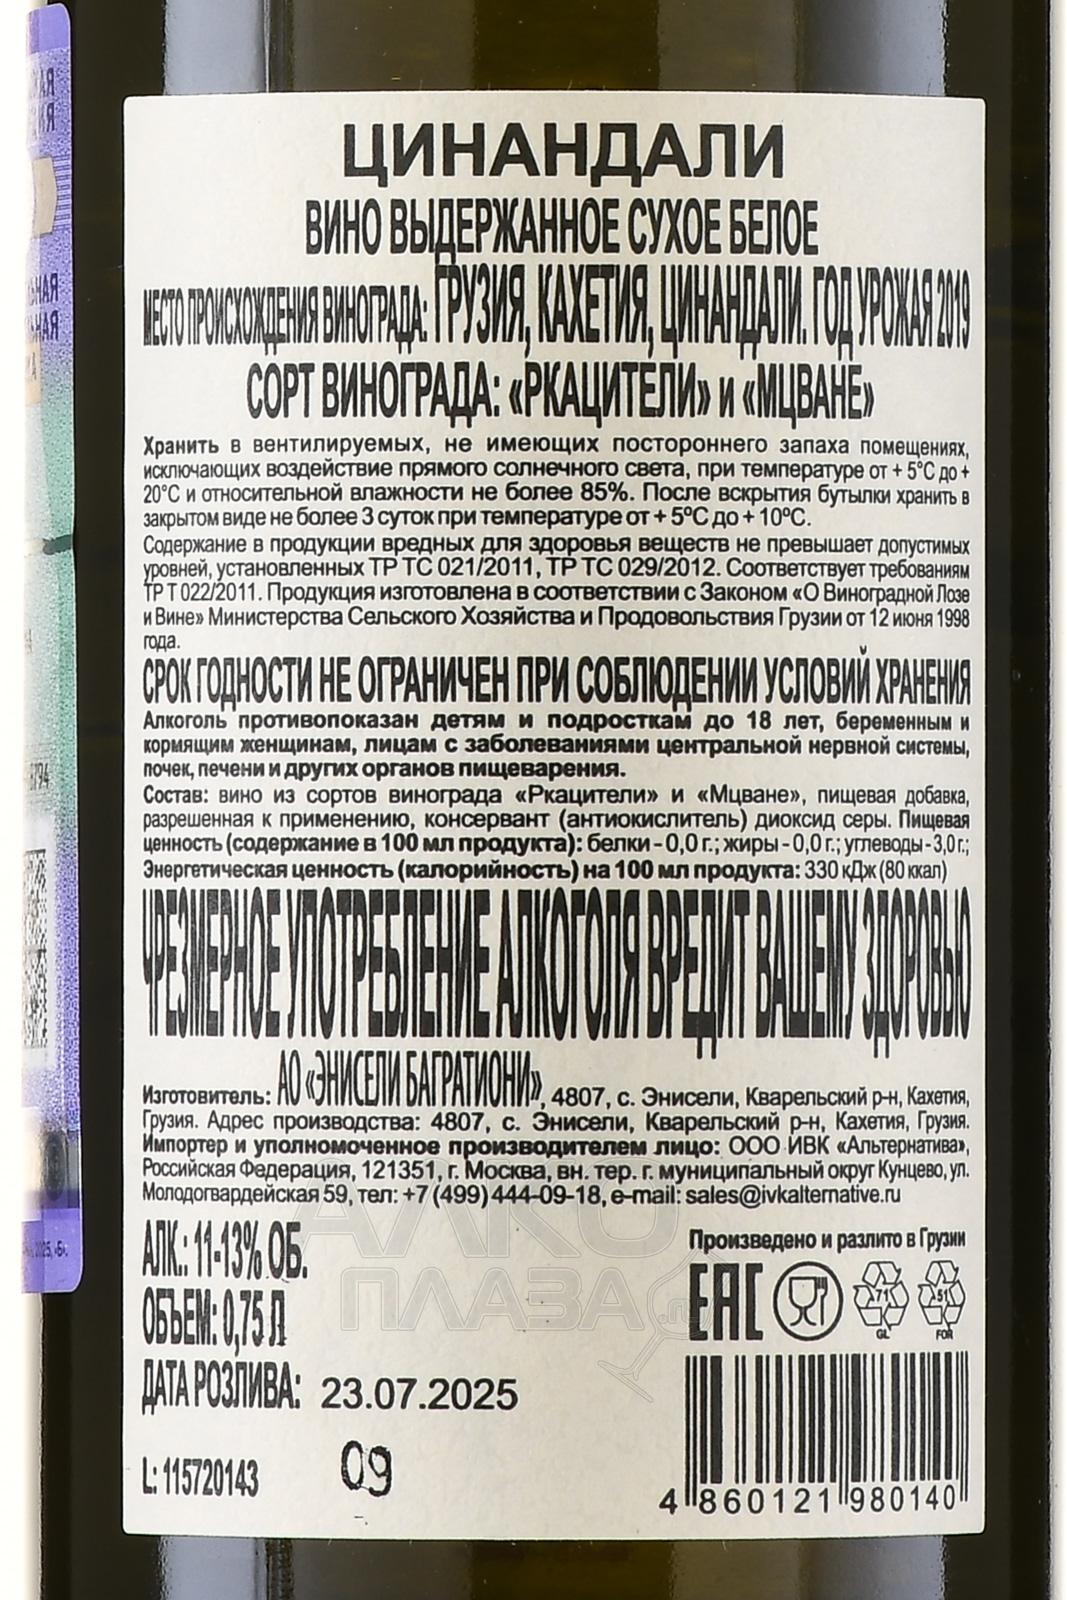 ЦИНАНДАЛИ
ВИНО ВЫДЕРЖАННОЕ СУХОЕ БЕЛОЕ
МЕСТО ПРОИСХОЖДЕНИЯ ВИНОГРАДА: ГРУЗИЯ, КАХЕТИЯ, ЦИНАНДАЛИ. ГОД УРОЖАЯ 2019
СОРТ ВИНОГРАДА: «РКАЦИТЕЛИ» И «МЦВАНЕ»
Хранить в вентилируемых, не имеющих постороннего запаха помещениях,
исключающих воздействие прямого солнечного света, при температуре от + 5°С до +
20°С и относительной влажности не более 85%. После вскрытия бутылки хранить в
закрытом виде не более 3 суток при температуре от + 5ºС до + 10ºС.
Содержание в продукции вредных для здоровья веществ не превышает допустимых
уровней, установленных ТР ТС 021/2011, ТР ТС 029/2012. Соответствует требованиям
ТР Т 022/2011. Продукция изготовлена в соответствии с Законом «О Виноградной Лозе
и Вине» Министерства Сельского Хозяйства и Продовольствия Грузии от 12 июня 1998
года.
СРОК ГОДНОСТИ НЕ ОГРАНИЧЕН ПРИ СОБЛЮДЕНИИ УСЛОВИЙ ХРАНЕНИЯ
Алкоголь противопоказан детям и подросткам до 18 лет, беременным и
кормящим женщинам, лицам с заболеваниями центральной нервной системы,
почек, печени и других органов пищеварения.
Состав: вино из сортов винограда «Ркацители» и «Мцване», пищевая добавка,
разрешенная к применению, консервант (антиокислитель) диоксид серы. Пищевая
ценность (содержание в 100 мл продукта): белки - 0,0 г.; жиры - 0,0 г.; углеводы - 3,0 г.;
Энергетическая ценность (калорийность) на 100 мл продукта: 330 кДж (80 ккал)
ЧРЕЗМЕРНОЕ УПОТРЕБЛЕНИЕ АЛКОГОЛЯ ВРЕДИТ ВАШЕМУ ЗДОРОВЬЮ
Изготовитель: АО «ЭНИСЕЛИ БАГРАТИОНИ», 4807, с. Энисели, Кварельский р-н, Кахетия,
Грузия. Адрес производства: 4807, с. Энисели, Кварельский р-н, Кахетия, Грузия.
Импортер и уполномоченное производителем лицо: ООО ИВК «Альтернатива»,
Российская Федерация, 121351, г. Москва, вн. тер. г. муниципальный округ Кунцево, ул.
Молодогвардейская 59, тел: +7 (499) 444-09-18, e-mail: sales@ivkalternative.ru
АЛК.: 11-13% ОБ.
ОБЪЕМ: 0,75 Л
ДАТА РОЗЛИВА: 23.07.2025
L: 115720143
09
Произведено и разлито в Грузии
EAC
71
GL
51
FOR
4 860121 980140
АЛКО
ПЛАЗА.ru
8794